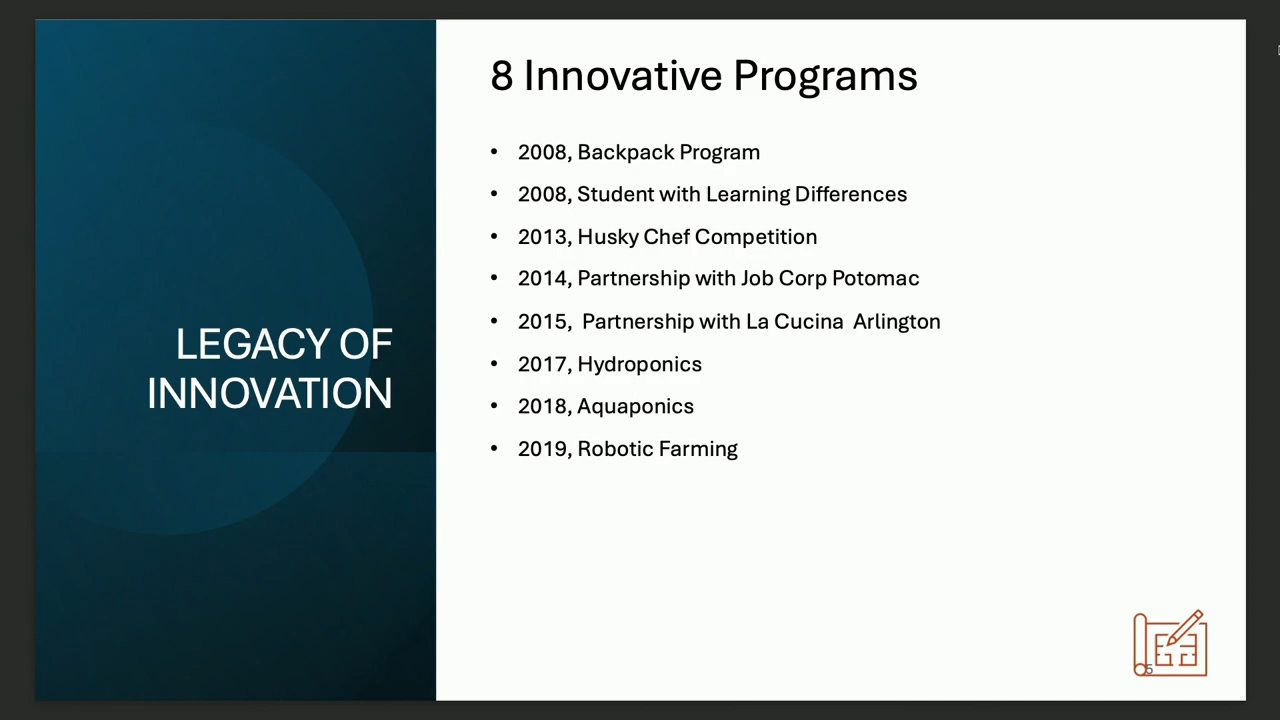 LEGACY OF
INNOVATION
8 Innovative Programs
• 2008, Backpack Program
• 2008, Student with Learning Differences
• 2013, Husky Chef Competition
• 2014, Partnership with Job Corp Potomac
• 2015,  Partnership with La Cucina  Arlington
• 2017, Hydroponics
• 2018, Aquaponics
• 2019, Robotic Farming
5